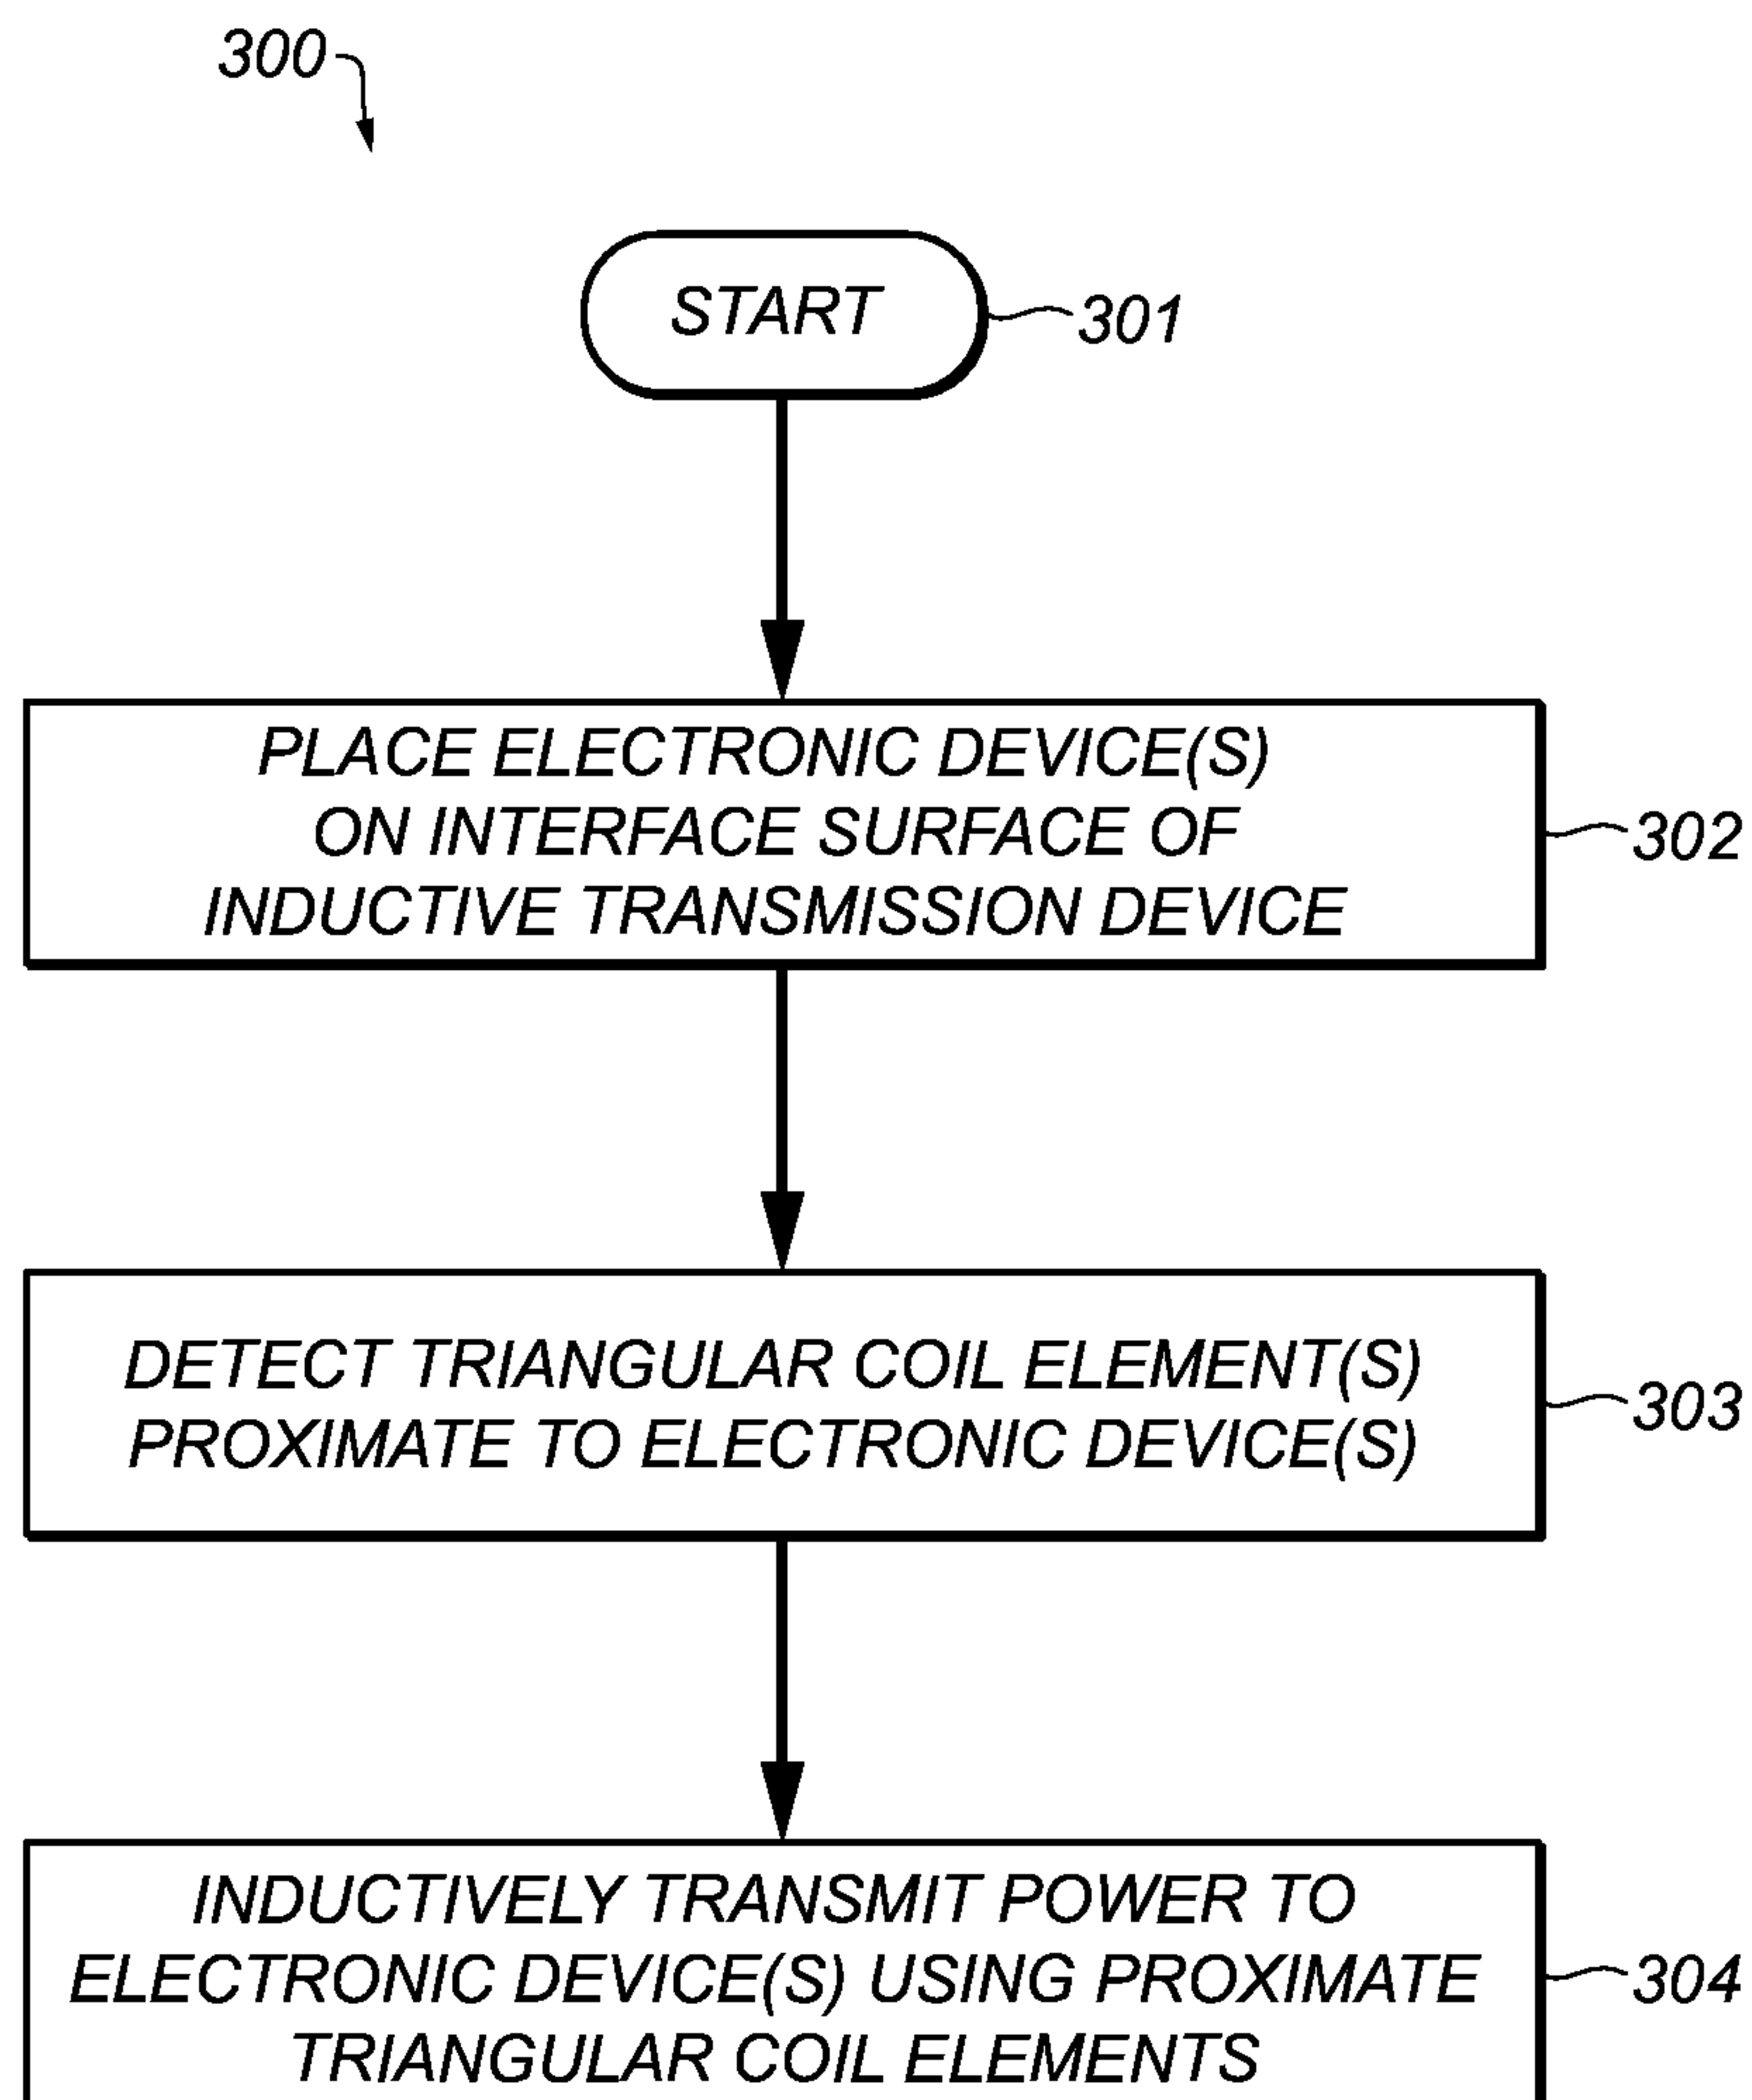 300
START
301
PLACE ELECTRONIC DEVICE(S)
ON INTERFACE SURFACE OF
INDUCTIVE TRANSMISSION DEVICE
302
DETECT TRIANGULAR COIL ELEMENT(S)
PROXIMATE TO ELECTRONIC DEVICE(S)
303
INDUCTIVELY TRANSMIT POWER TO
ELECTRONIC DEVICE(S) USING PROXIMATE
TRIANGULAR COIL ELEMENTS
304